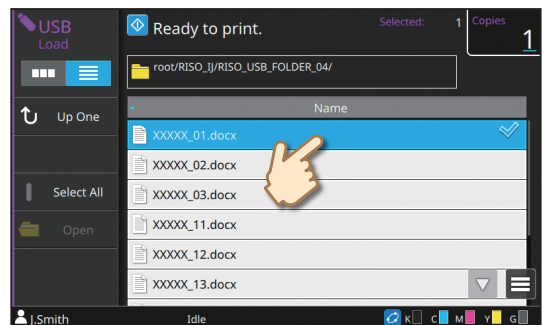 USB
Load
Ready to print.
Selected: 1
Copies
1
root/RISO_IJ/RISO_USB_FOLDER_04/
Up One
Name
XXXXX_01.docx
XXXXX_02.docx
XXXXX_03.docx
Select All
XXXXX_11.docx
Open
XXXXX_12.docx
XXXXX_13.docx
J.Smith
Idle
K C M Y G